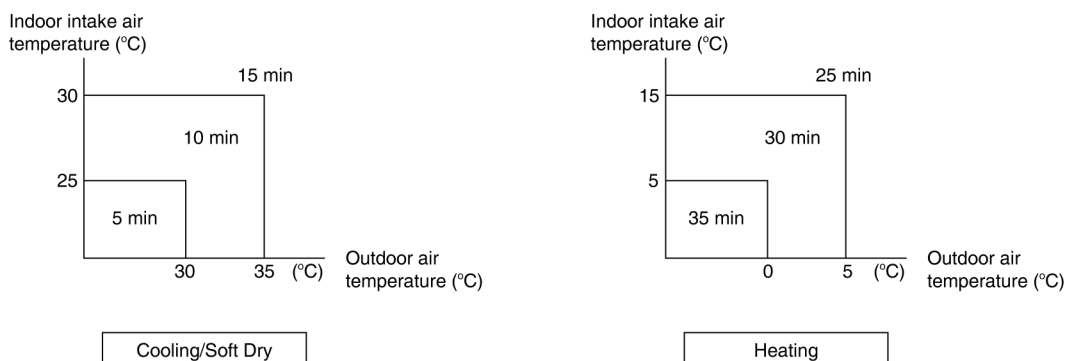 Indoor intake air
temperature (°C)
15 min
30
10 min
25
5 min
30 35 (°C)
Outdoor air
temperature (°C)
Cooling/Soft Dry
Indoor intake air
temperature (°C)
25 min
15
30 min
5
35 min
0 5 (°C)
Outdoor air
temperature (°C)
Heating